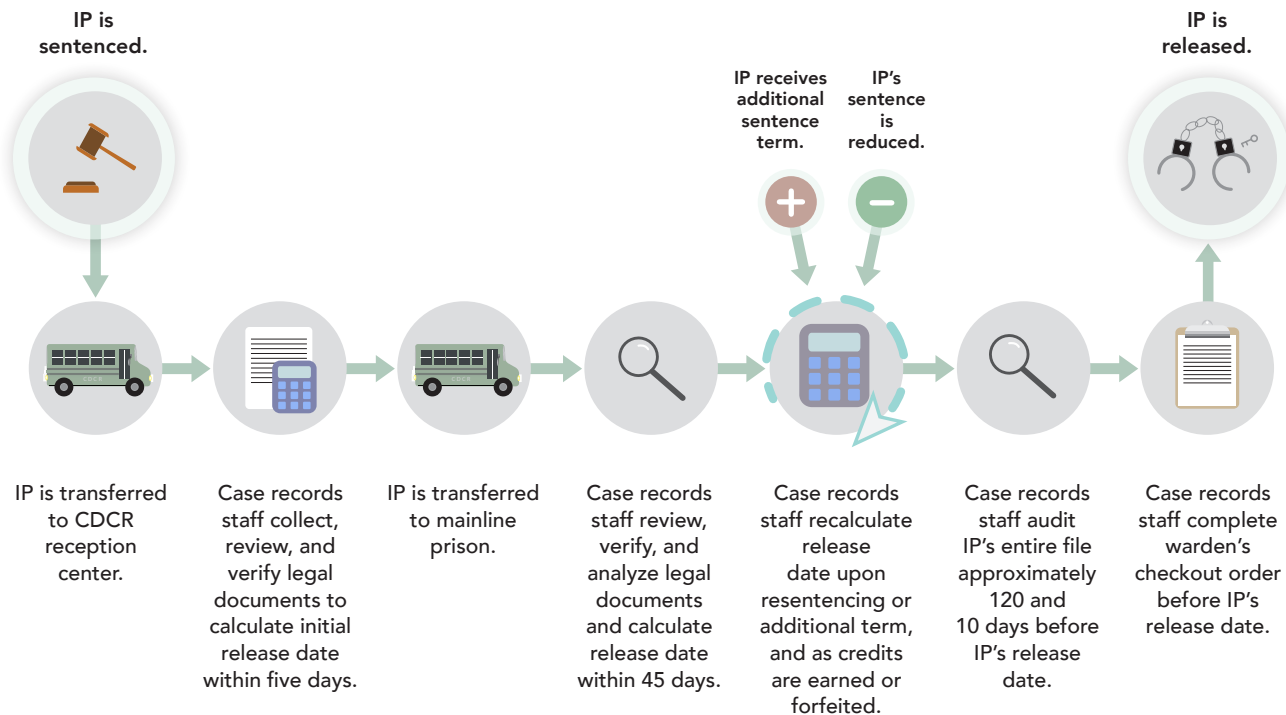 IP is
sentenced.
IP receives
additional
sentence
term.
IP's
sentence
is
reduced.
IP is
released.
CDCR
CDCR
IP is transferred
to CDCR
reception
center.
Case records
staff collect,
review, and
verify legal
documents to
calculate initial
release date
within five days.
IP is transferred
to mainline
prison.
Case records
staff review,
verify, and
analyze legal
documents
and calculate
release date
within 45 days.
Case records
staff recalculate
release
date upon
resentencing or
additional term,
and as credits
are earned or
forfeited.
Case records
staff audit
IP's entire file
approximately
120 and
10 days before
IP's release
date.
Case records
staff complete
warden's
checkout order
before IP's
release date.